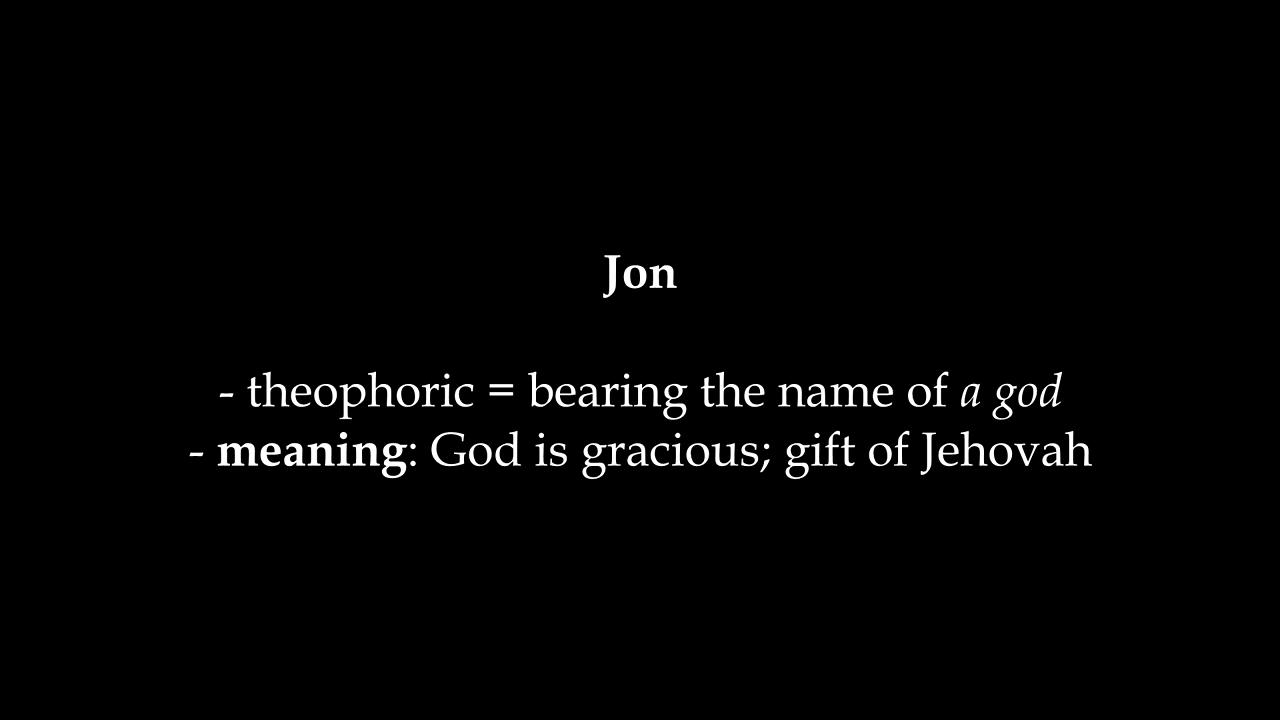 Jon
- theophoric = bearing the name of a god
- meaning: God is gracious; gift of Jehovah